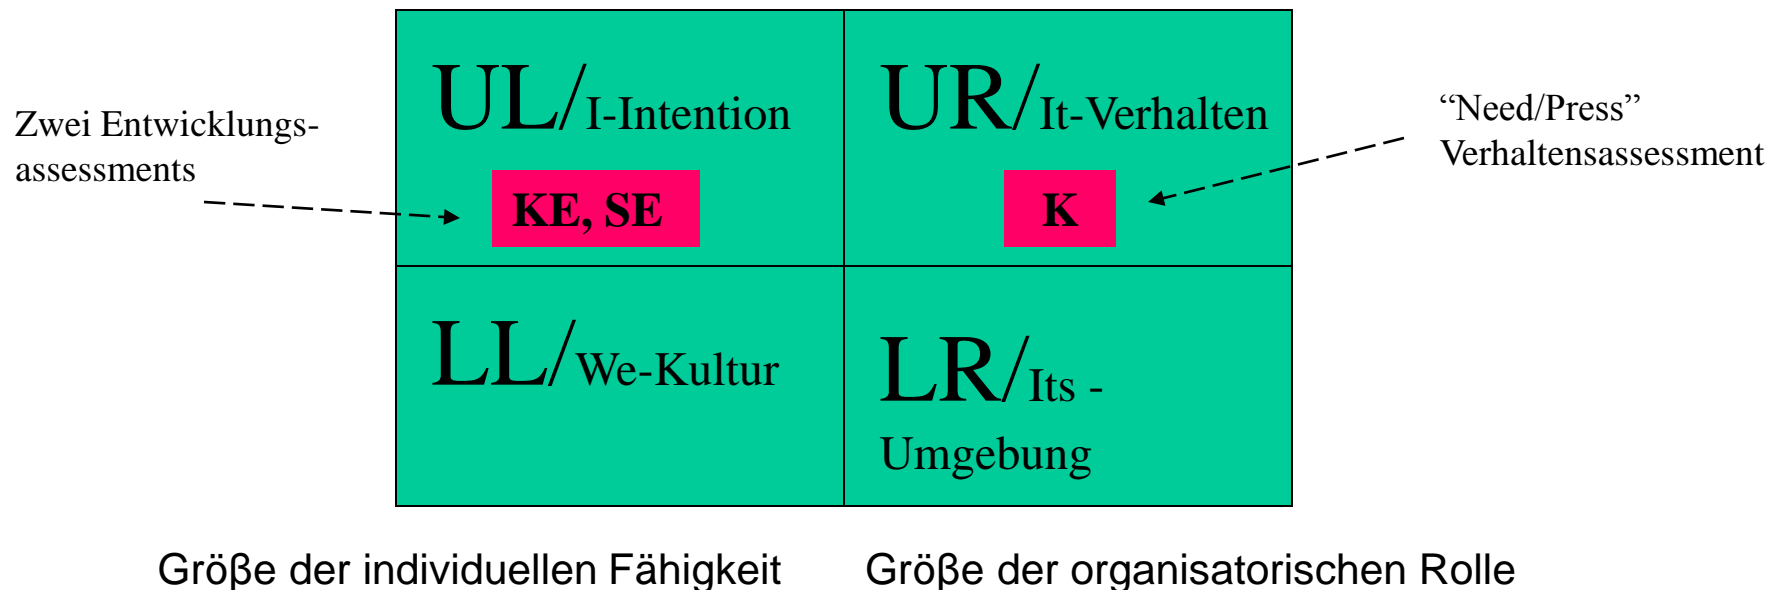 Zwei Entwicklungs-
assessments
UL/I-Intention
KE, SE
UR/It-Verhalten
K
“Need/Press”
Verhaltensassessment
LL/We-Kultur
LR/Its -
Umgebung
Gröβe der individuellen Fähigkeit
Gröβe der organisatorischen Rolle